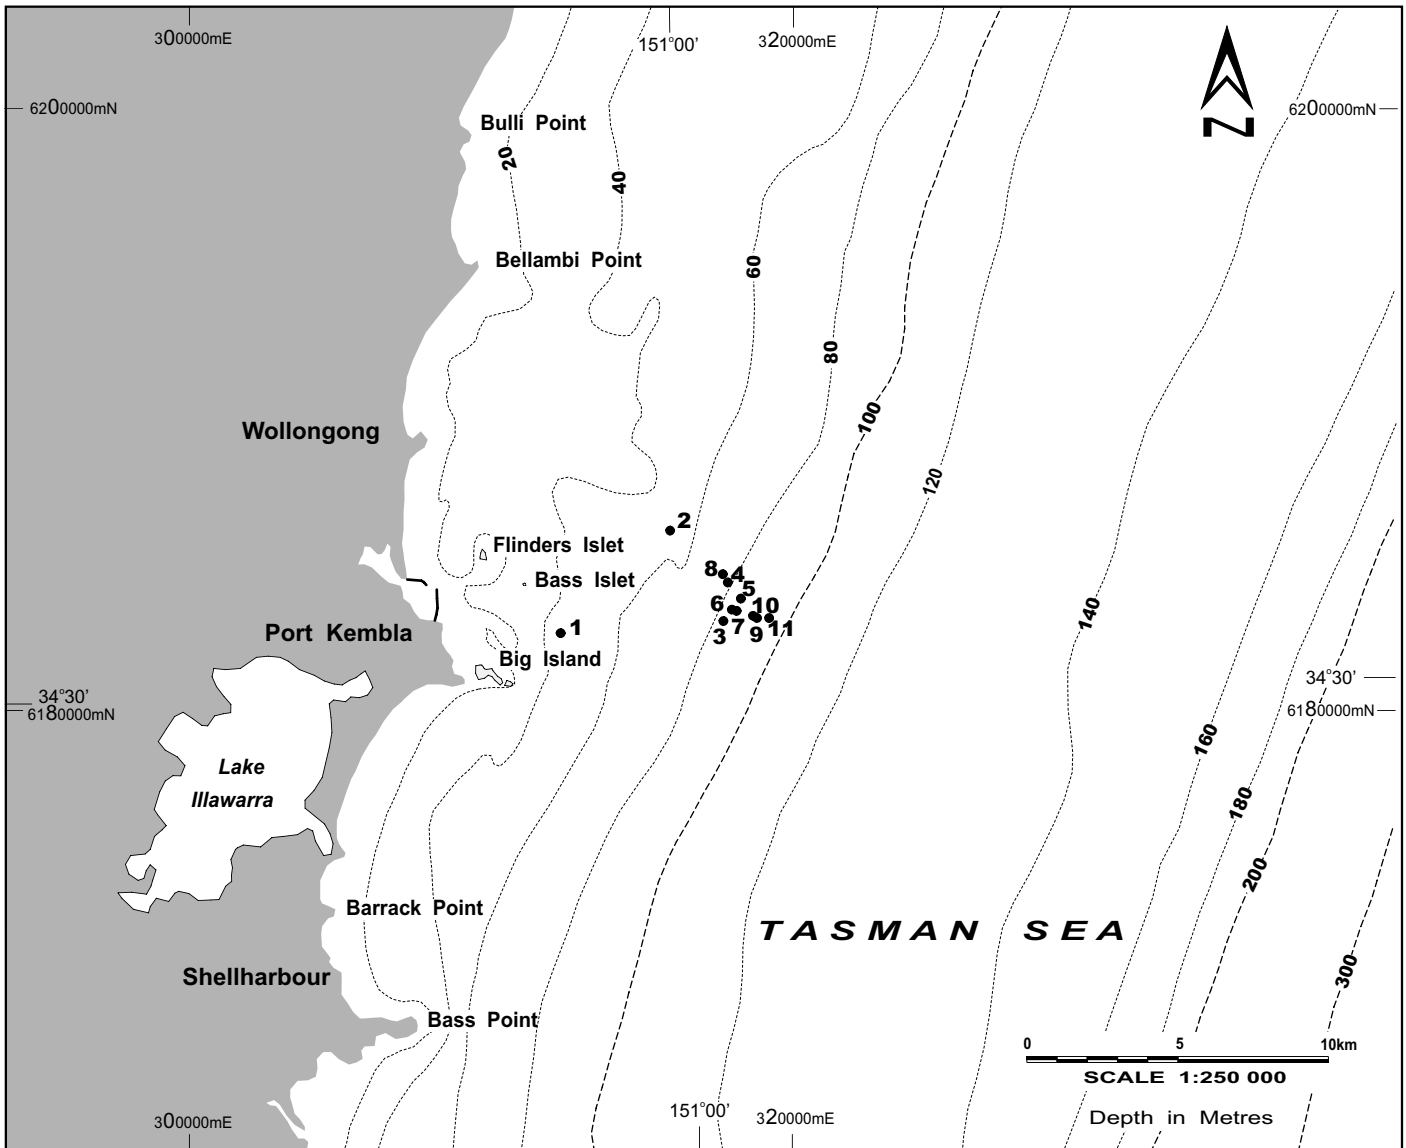 300000mE
151°00'
320000mE
6200000mN
6200000mN
N
Bulli Point
20
40
Bellambi Point
60
80
100
Wollongong
120
2
Flinders Islet
8
4
Bass Islet
5
6
10
140
1
3
7
9
11
Port Kembla
Big Island
34°30'
34°30'
6180000mN
6180000mN
160
Lake
Illawarra
180
200
Barrack Point
TASMAN SEA
300
Shellharbour
Bass Point
0 5 10km
SCALE 1:250 000
Depth in Metres
300000mE
151°00'
320000mE